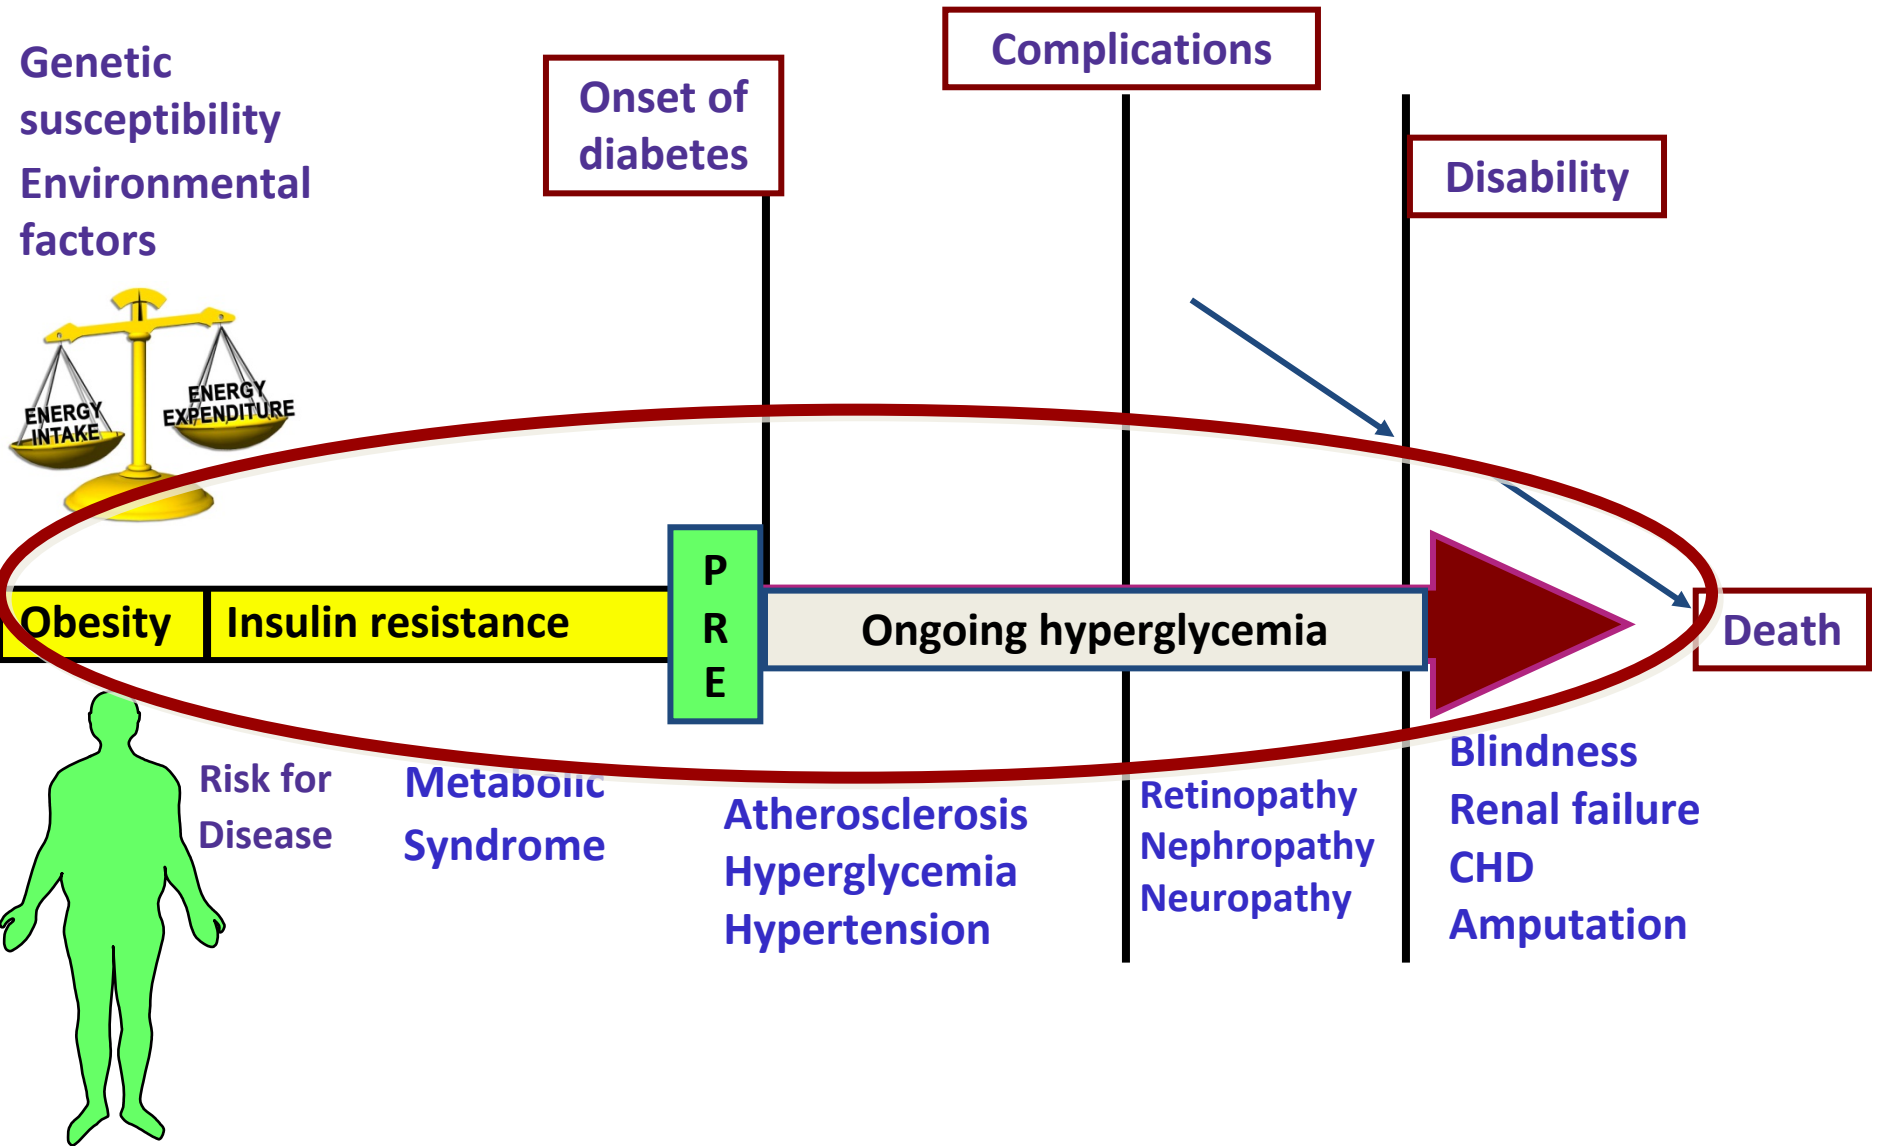 Genetic
susceptibility
Environmental
factors
Onset of
diabetes
Complications
Disability
ENERGY
INTAKE
ENERGY
EXPENDITURE
Obesity
Insulin resistance
P
R
E
Ongoing hyperglycemia
Death
Risk for
Disease
Metabolic
Syndrome
Atherosclerosis
Hyperglycemia
Hypertension
Retinopathy
Nephropathy
Neuropathy
Blindness
Renal failure
CHD
Amputation